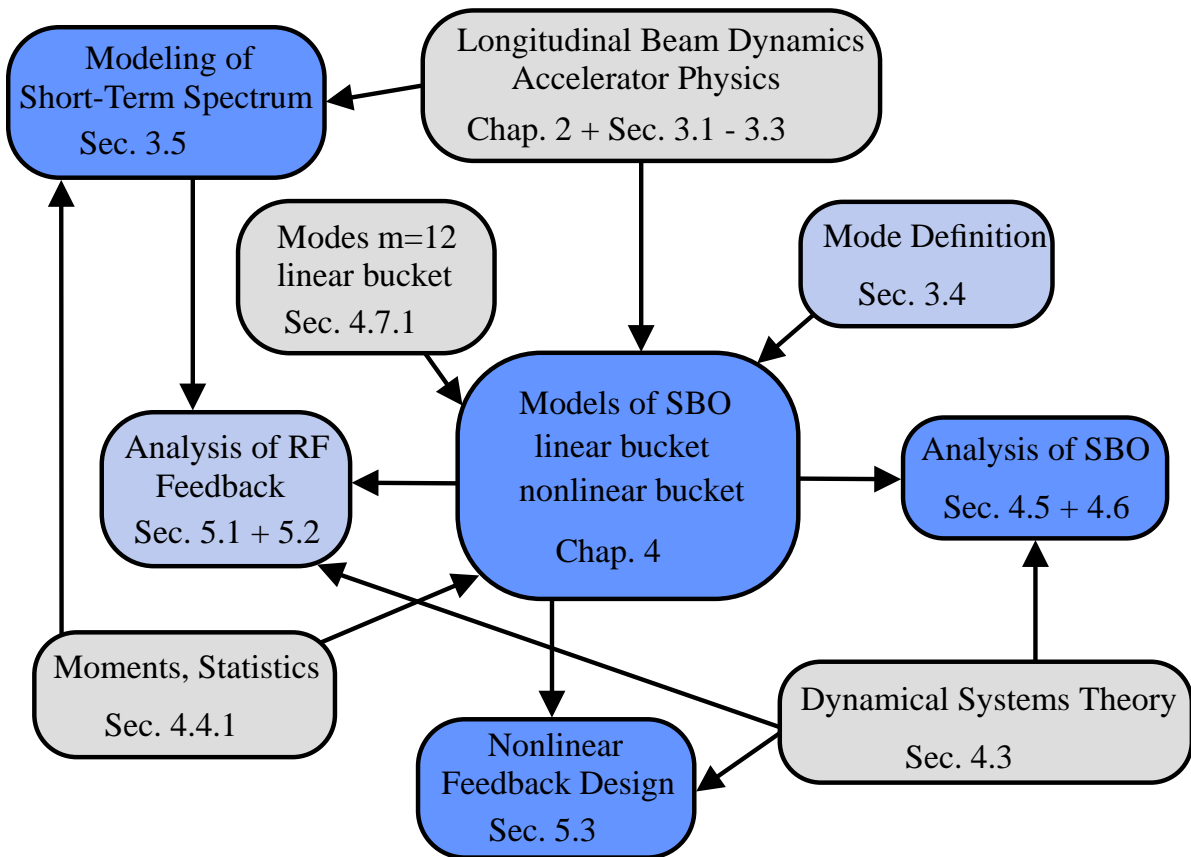 Modeling of
Short-Term Spectrum
Sec. 3.5
Longitudinal Beam Dynamics
Accelerator Physics
Chap. 2 + Sec. 3.1 - 3.3
Modes m=12
linear bucket
Sec. 4.7.1
Mode Definition
Sec. 3.4
Models of SBO
linear bucket
nonlinear bucket
Chap. 4
Analysis of RF
Feedback
Sec. 5.1 + 5.2
Analysis of SBO
Sec. 4.5 + 4.6
Moments, Statistics
Sec. 4.4.1
Nonlinear
Feedback Design
Sec. 5.3
Dynamical Systems Theory
Sec. 4.3